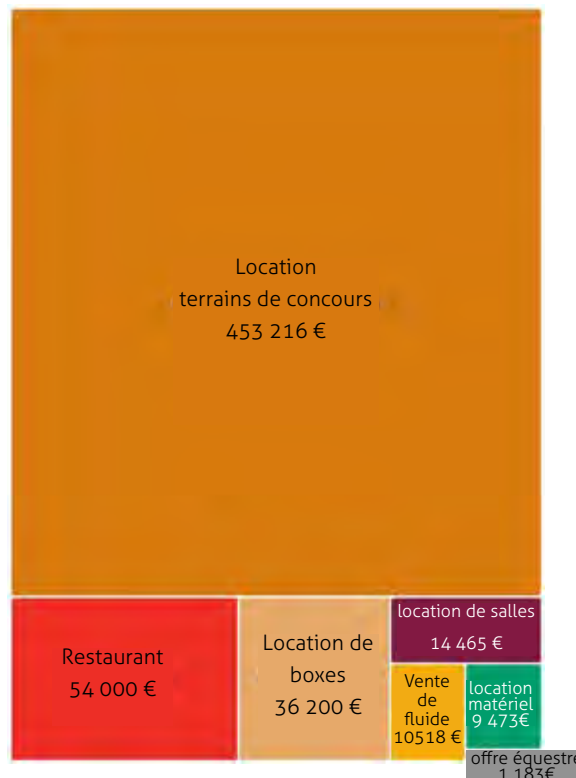 Location
terrains de concours
453 216 €
Restaurant
54 000 €
Location de
boxes
36 200 €
location de salles
14 465 €
Vente
de
fluide
10518 €
location
matériel
9 473€
offre équestre
1 183€